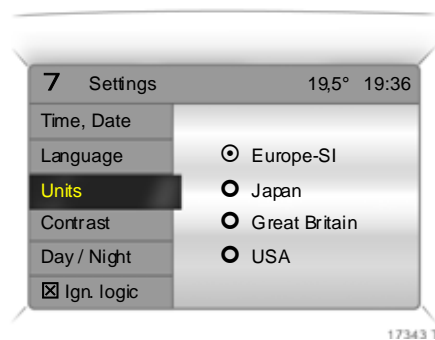 7 Settings 19,5° 19:36
Time, Date
Language
Units
Contrast
Day / Night
Ign. logic
Europe-SI
Japan
Great Britain
USA
17343 T